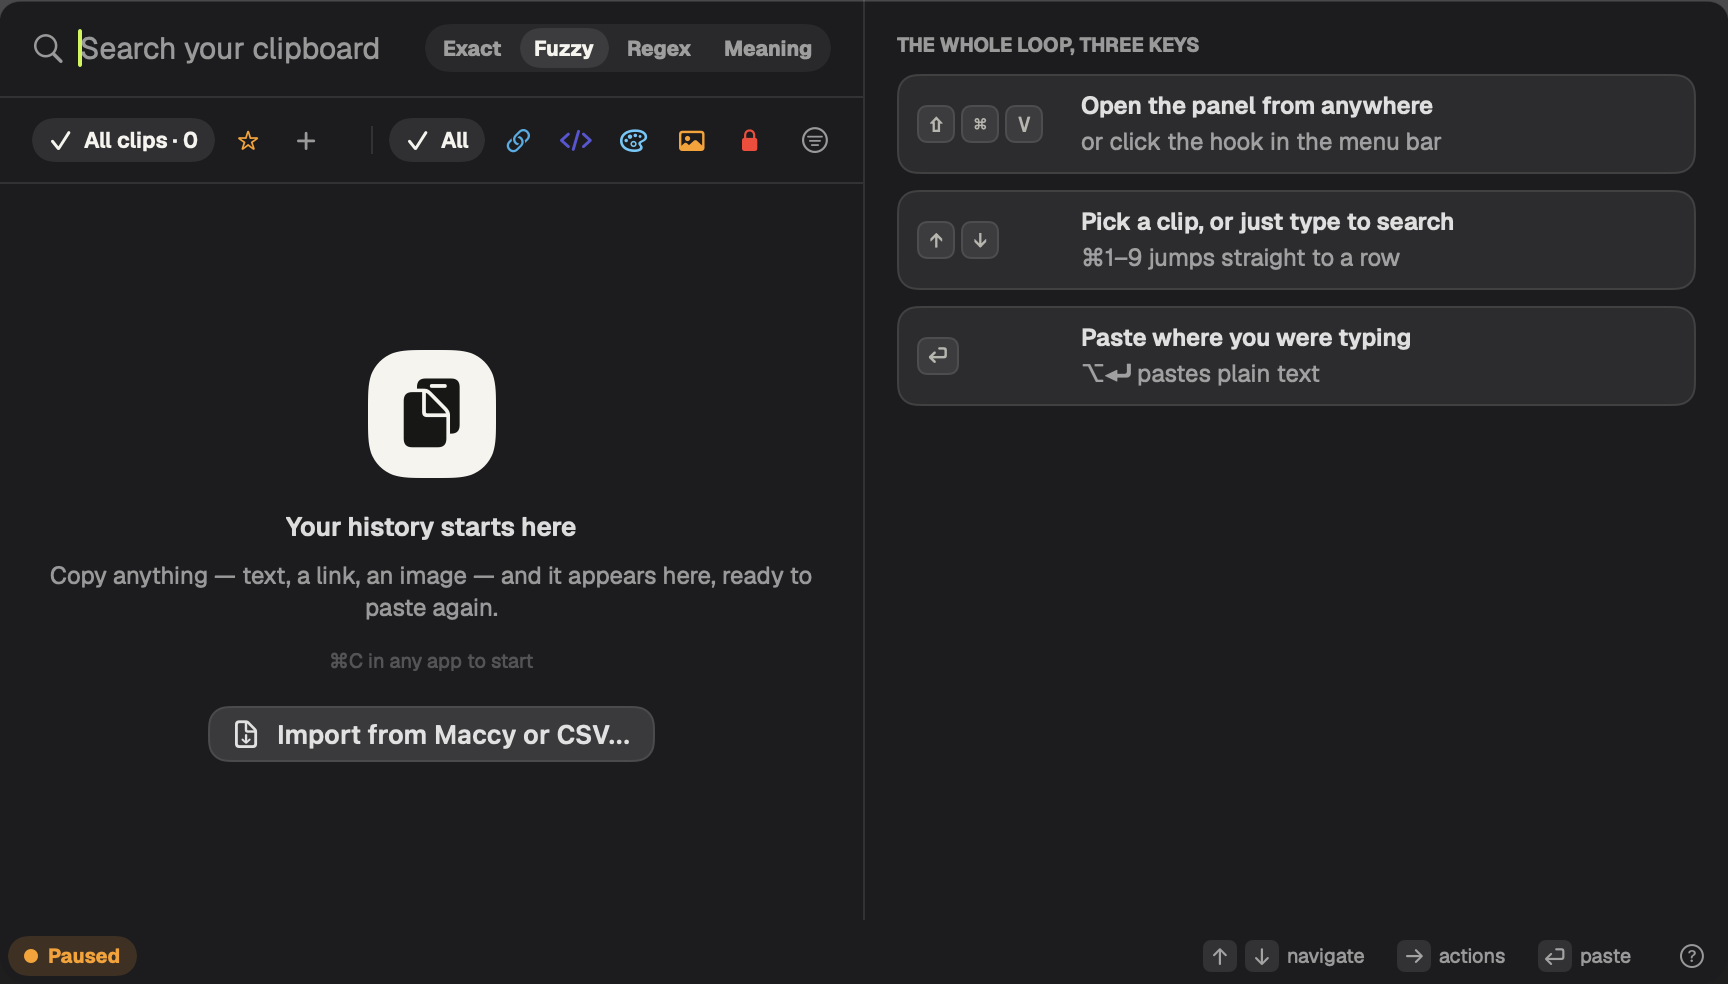 Search your clipboard
Exact Fuzzy Regex Meaning
All clips · 0
All
Your history starts here
Copy anything — text, a link, an image — and it appears here, ready to
paste again.
⌘C in any app to start
Import from Maccy or CSV...
Paused
THE WHOLE LOOP, THREE KEYS
⇧ ⌘ V
Open the panel from anywhere
or click the hook in the menu bar
↑ ↓
Pick a clip, or just type to search
⌘1–9 jumps straight to a row
↩
Paste where you were typing
⌥↩ pastes plain text
↑ ↓ navigate → actions ↩ paste ?